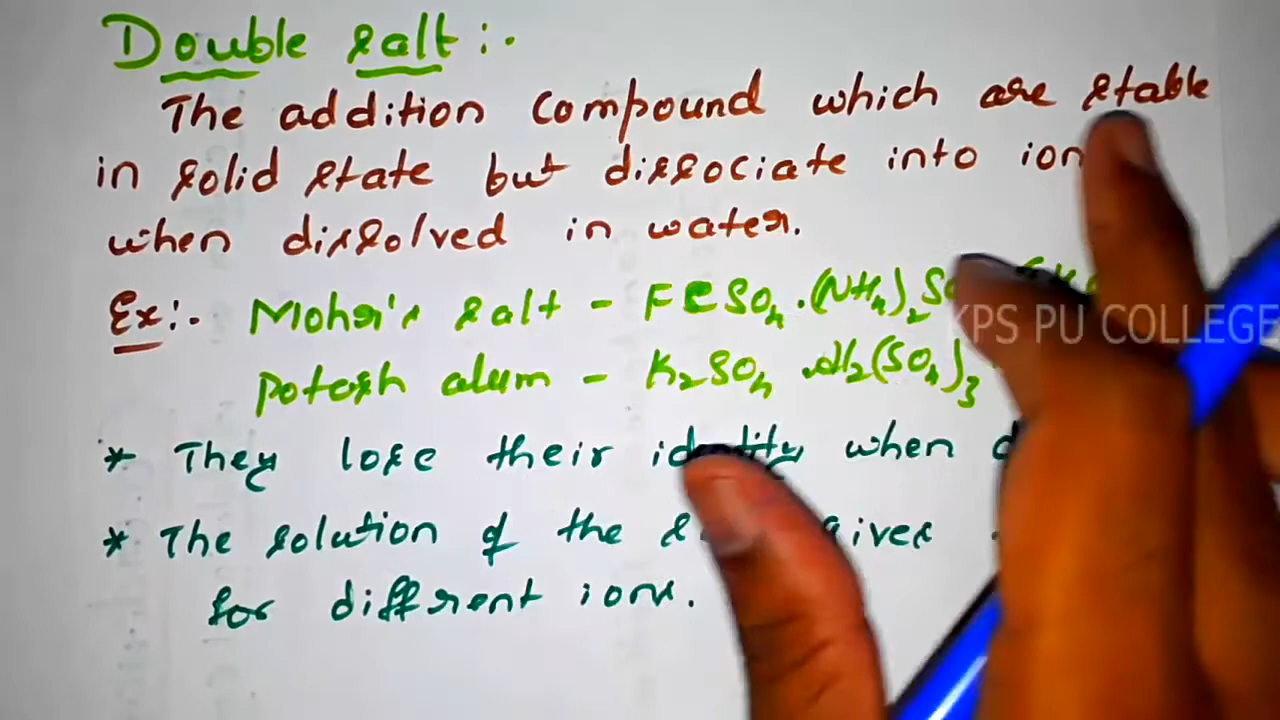 Double salt :-
The addition compound which are stable
in solid state but dissociate into ion
when dissolved in water.
Ex:- Mohr's salt - FeSO4.(NH4)2
KPS PU COLLEGE
potash alum - K2SO4 .Al2(SO4)3
* They lose their identity when
* The solution of the gives
for different ions.